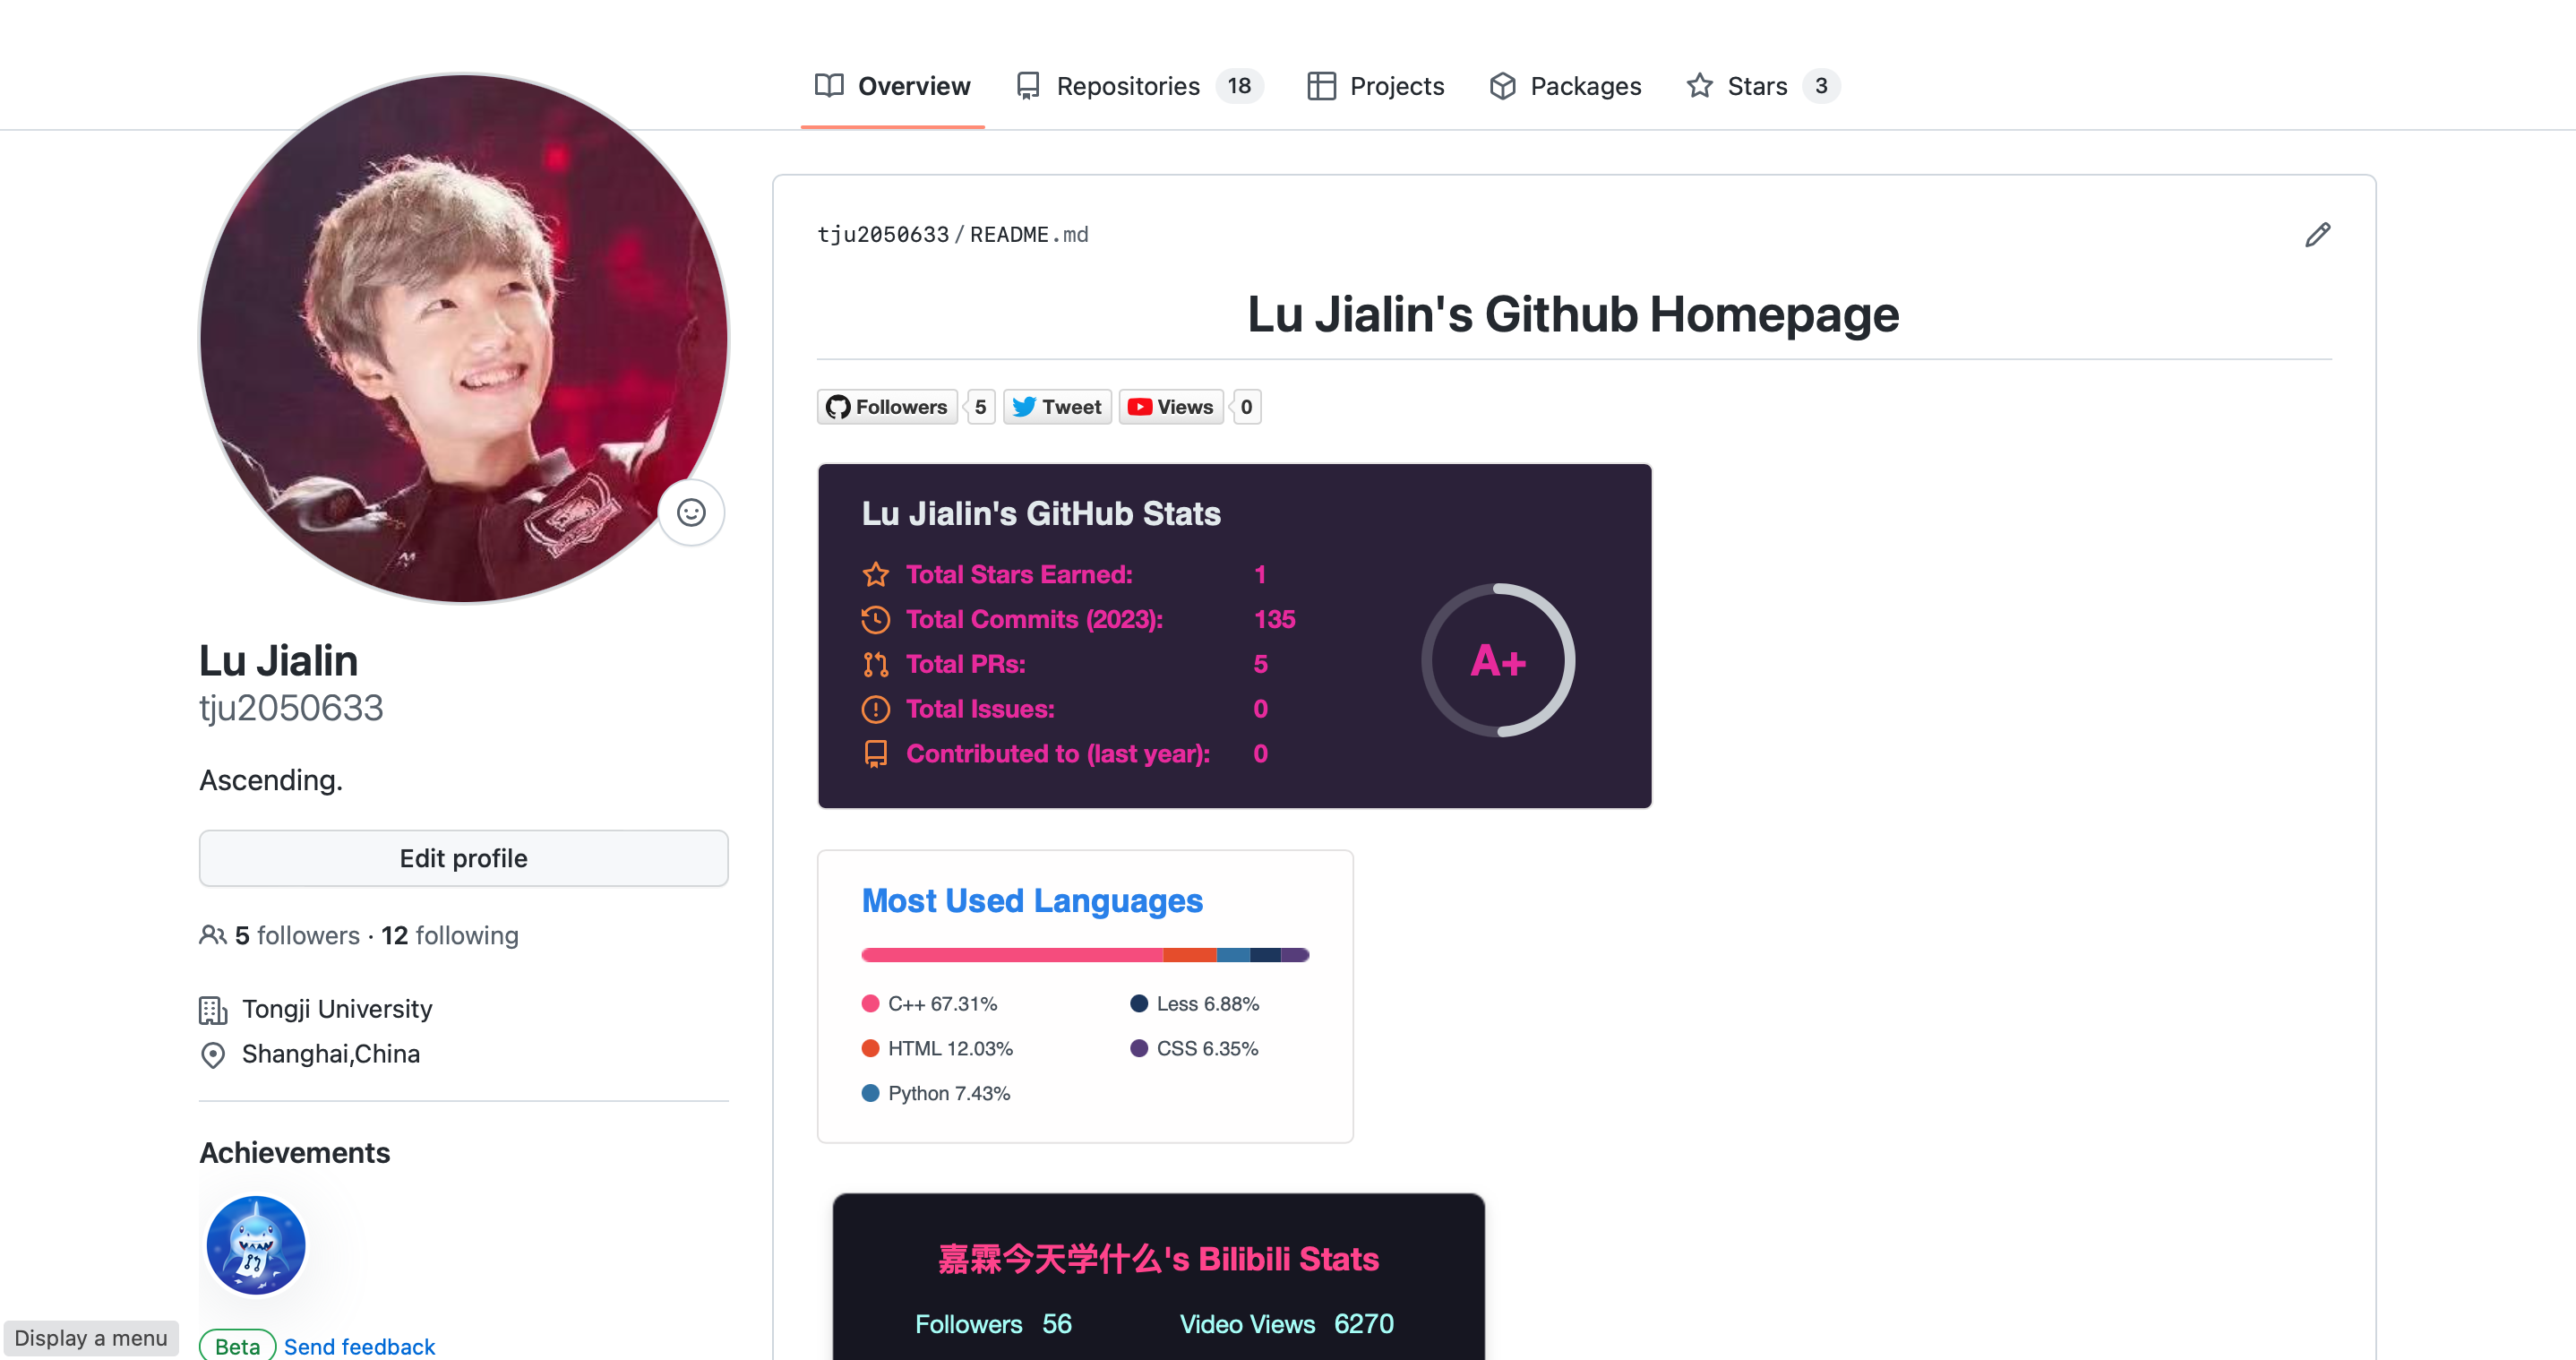 Overview Repositories 18 Projects Packages Stars 3
tju2050633/README.md
Lu Jialin's Github Homepage
Followers 5 Tweet Views 0
Lu Jialin's GitHub Stats
Total Stars Earned: 1
Total Commits (2023): 135
Total PRs: 5
Total Issues: 0
Contributed to (last year): 0
A+
Most Used Languages
C++ 67.31%
HTML 12.03%
Python 7.43%
Less 6.88%
CSS 6.35%
嘉霖今天学什么's Bilibili Stats
Followers 56 Video Views 6270
Lu Jialin
tju2050633
Ascending.
Edit profile
5 followers · 12 following
Tongji University
Shanghai,China
Achievements
Beta Send feedback
Display a menu